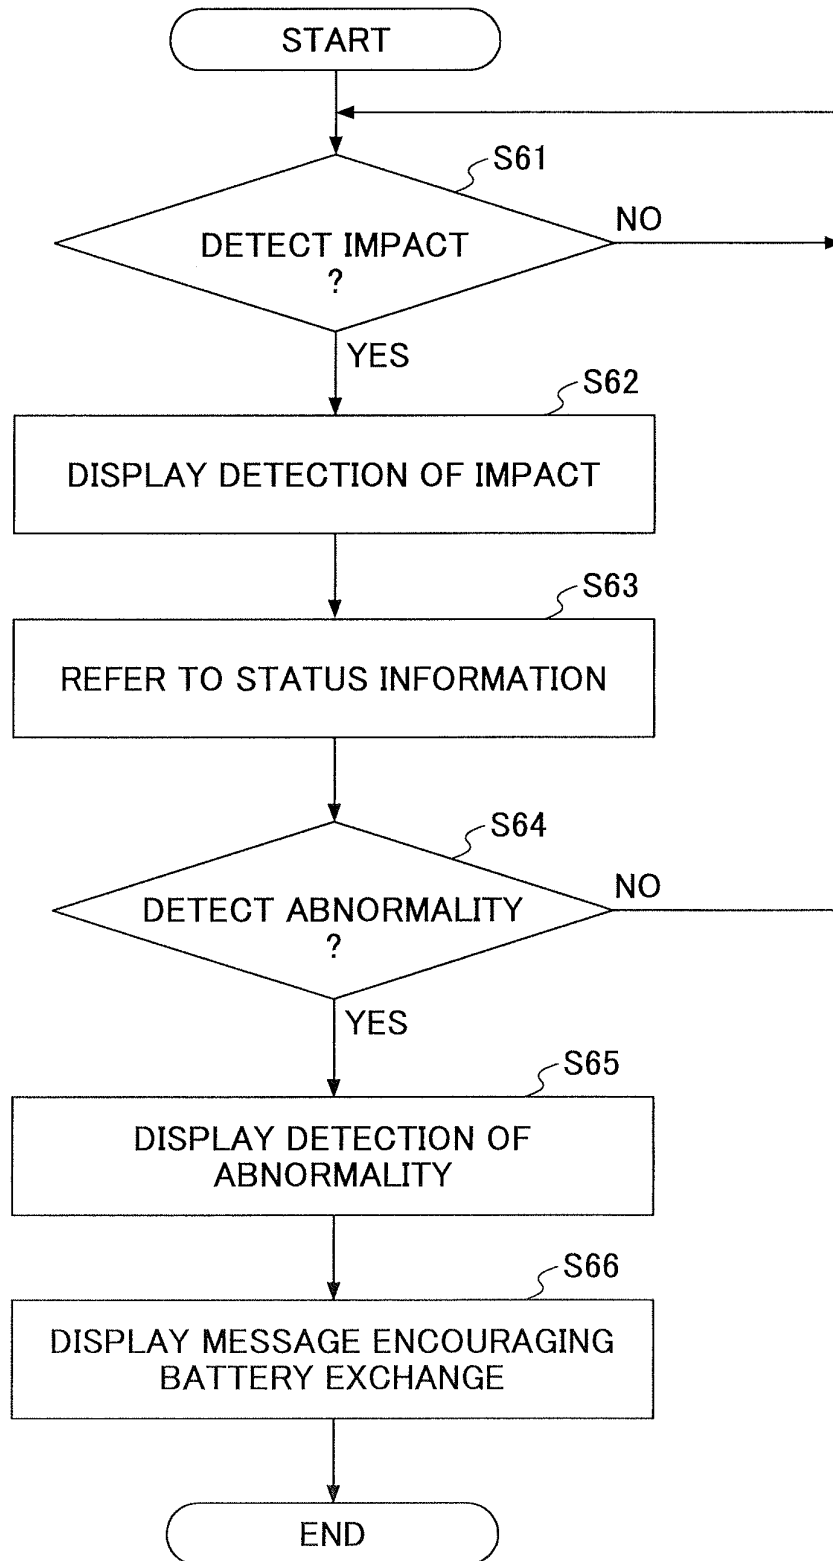 START
S61
DETECT IMPACT
?
NO
YES
S62
DISPLAY DETECTION OF IMPACT
S63
REFER TO STATUS INFORMATION
S64
DETECT ABNORMALITY
?
NO
YES
S65
DISPLAY DETECTION OF
ABNORMALITY
S66
DISPLAY MESSAGE ENCOURAGING
BATTERY EXCHANGE
END